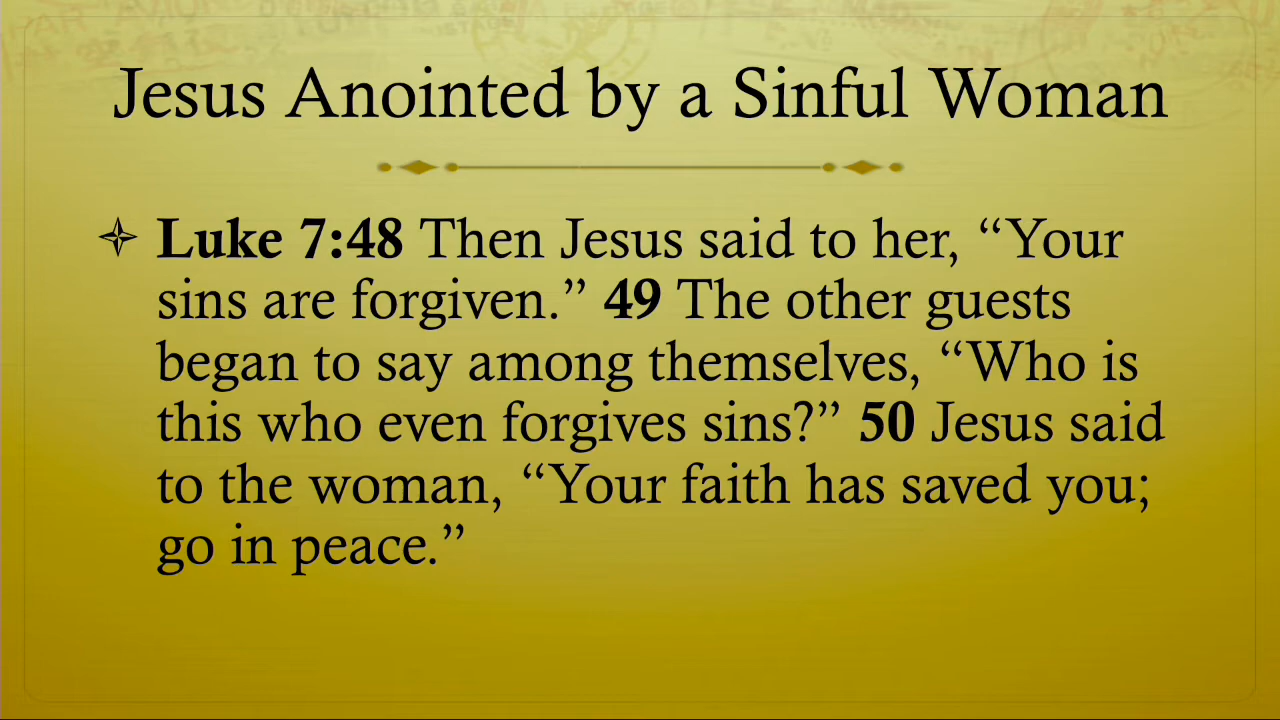 Jesus Anointed by a Sinful Woman
Luke 7:48 Then Jesus said to her, “Your
sins are forgiven.” 49 The other guests
began to say among themselves, “Who is
this who even forgives sins?” 50 Jesus said
to the woman, “Your faith has saved you;
go in peace.”